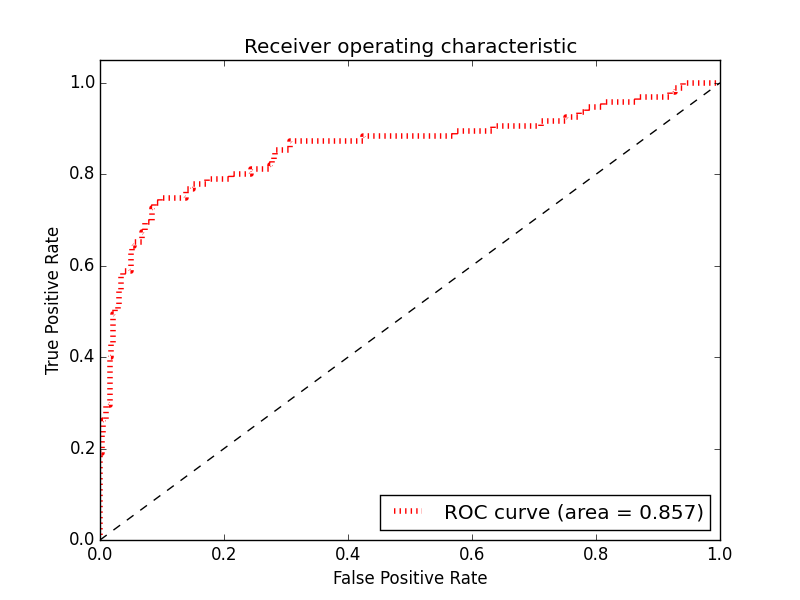 Receiver operating characteristic
1.0
0.8
0.6
0.4
0.2
0.0
True Positive Rate
ROC curve (area = 0.857)
0.0 0.2 0.4 0.6 0.8 1.0
False Positive Rate